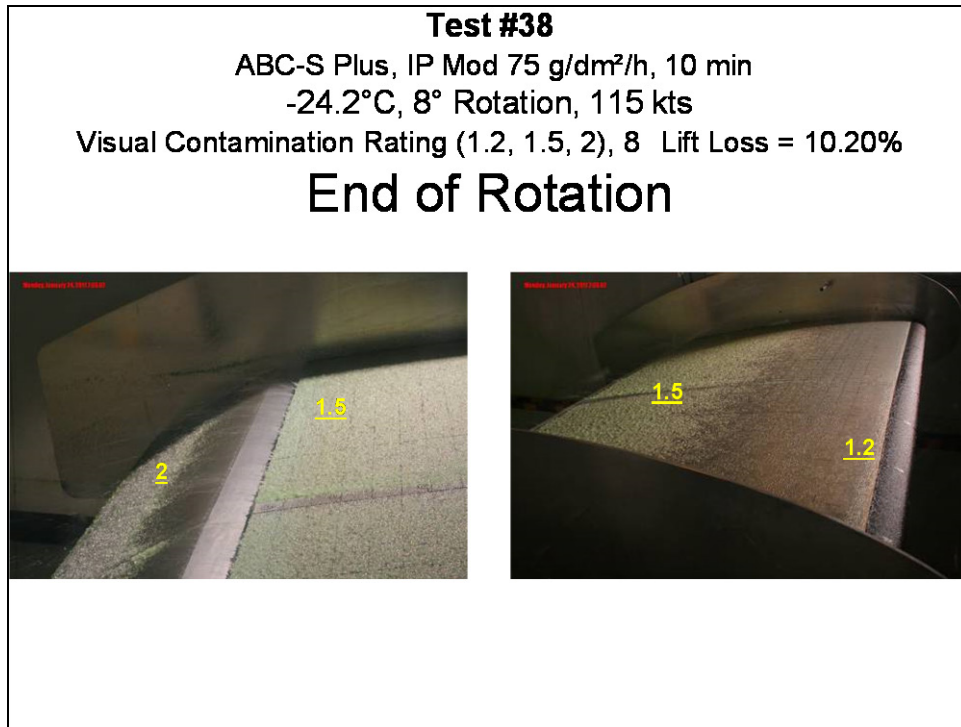 Test #38
ABC-S Plus, IP Mod 75 g/dm²/h, 10 min
-24.2°C, 8° Rotation, 115 kts
Visual Contamination Rating (1.2, 1.5, 2), 8 Lift Loss = 10.20%
End of Rotation
1.5
2
1.5
1.2